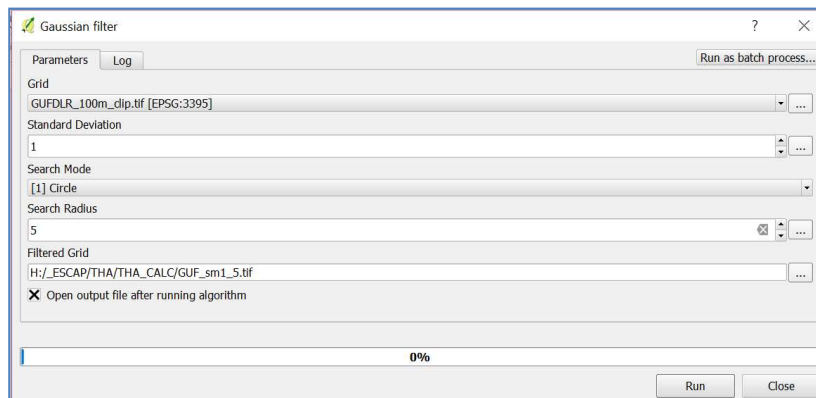 Gaussian filter ?
Parameters Log Run as batch process...
Grid
GUFDLR_100m_clip.tif [EPSG:3395] ...
Standard Deviation
1 ...
Search Mode
[1] Circle
Search Radius
5 ...
Filtered Grid
H:/_ESCAP/THA/THA_CALC/GUF_sm1_5.tif ...
Open output file after running algorithm
0%
Run Close